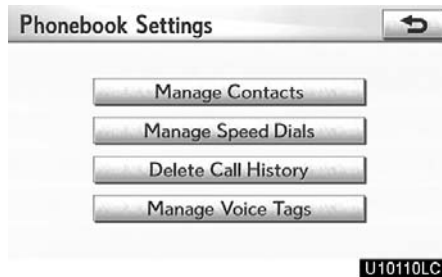 Phonebook Settings
Manage Contacts
Manage Speed Dials
Delete Call History
Manage Voice Tags
U10110LC